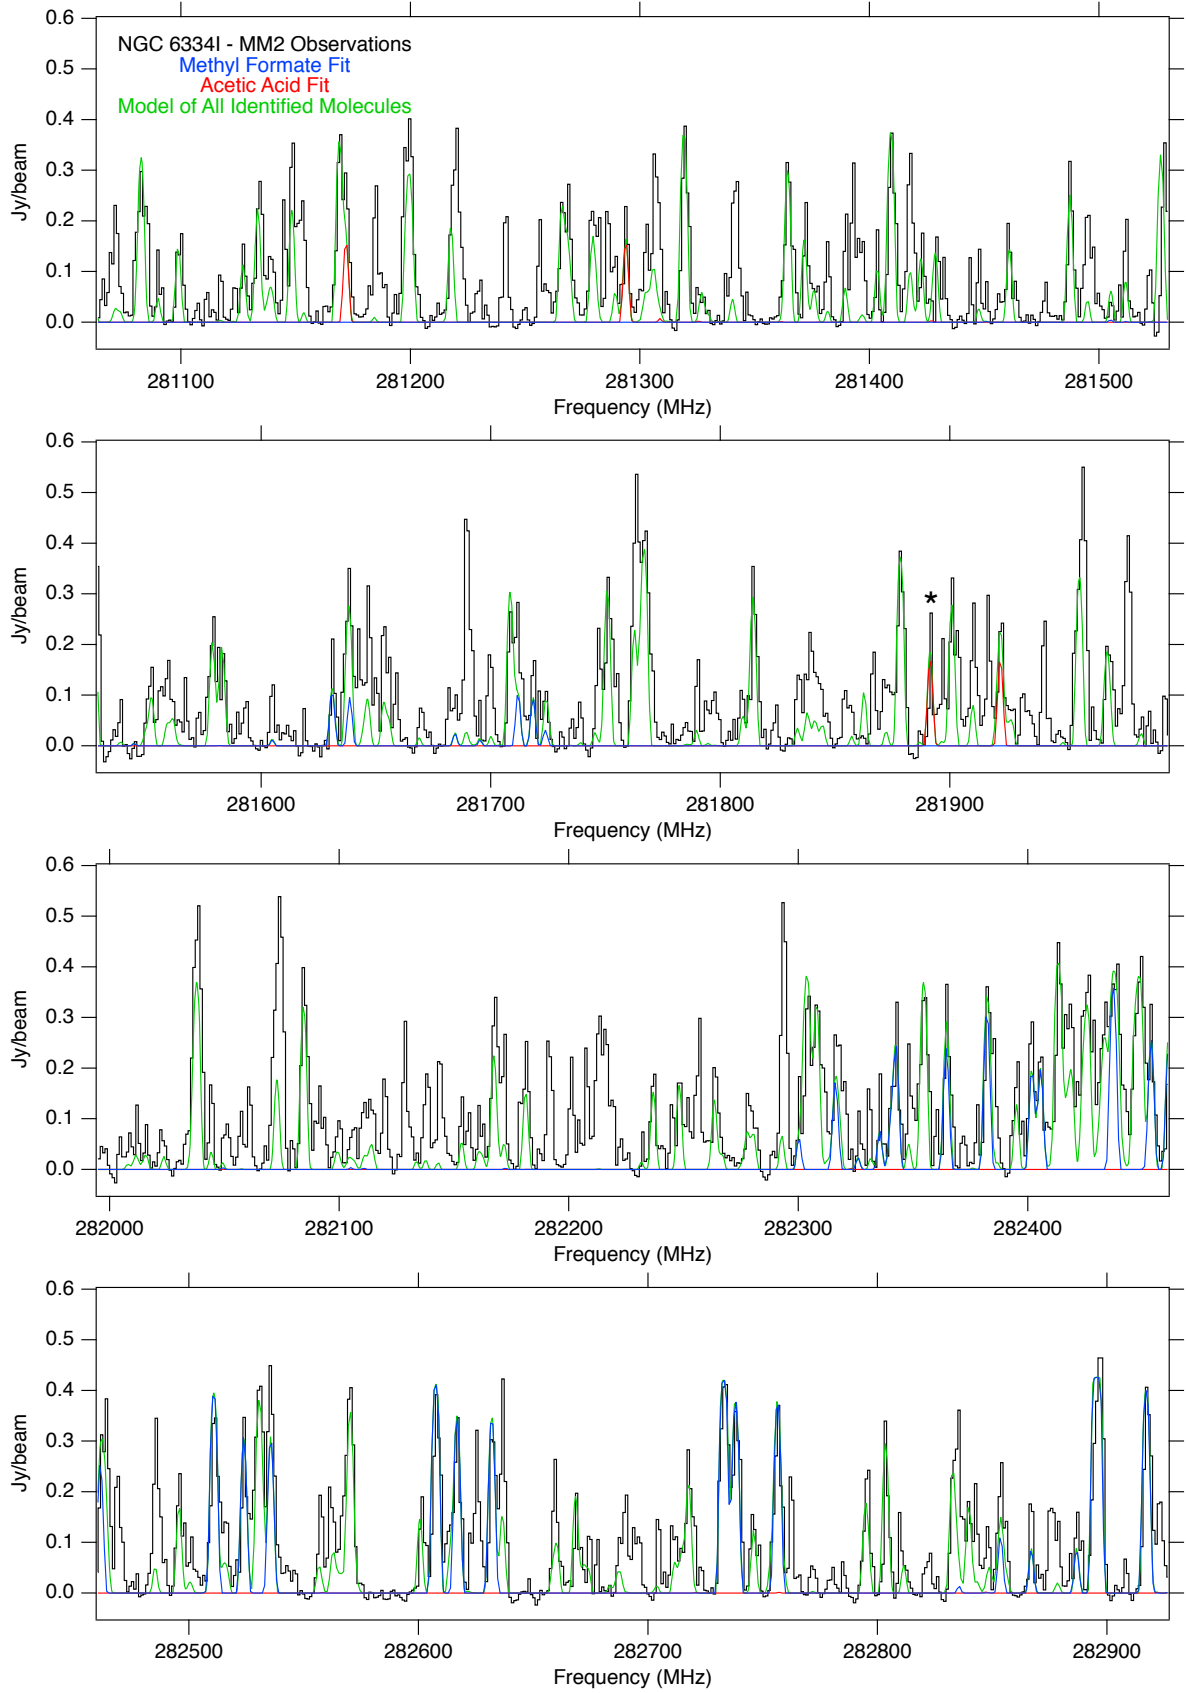 0.6
0.5
0.4
0.3
0.2
0.1
0.0
Jy/beam
NGC 6334I - MM2 Observations
Methyl Formate Fit
Acetic Acid Fit
Model of All Identified Molecules
281100 281200 281300 281400 281500
Frequency (MHz)
0.6
0.5
0.4
0.3
0.2
0.1
0.0
Jy/beam
*
281600 281700 281800 281900
Frequency (MHz)
0.6
0.5
0.4
0.3
0.2
0.1
0.0
Jy/beam
282000 282100 282200 282300 282400
Frequency (MHz)
0.6
0.5
0.4
0.3
0.2
0.1
0.0
Jy/beam
282500 282600 282700 282800 282900
Frequency (MHz)